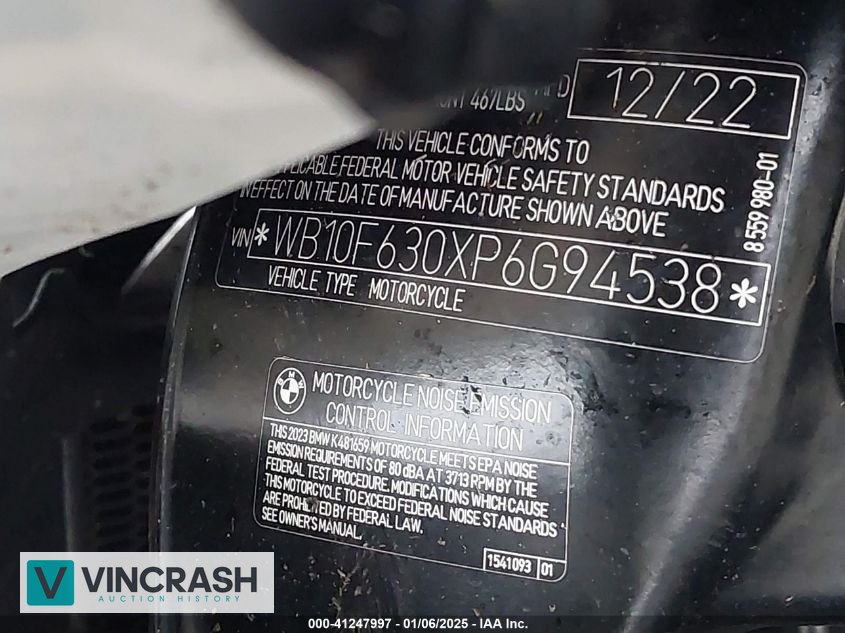 467LBS
12/22
THIS VEHICLE CONFORMS TO
FEDERAL MOTOR VEHICLE SAFETY STANDARDS
IN EFFECT ON THE DATE OF MANUFACTURE SHOWN ABOVE
8 559 980-01
VIN *WB10F630XP6G94538*
VEHICLE TYPE MOTORCYCLE
BMW
MOTORCYCLE NOISE EMISSION
CONTROL INFORMATION
THIS 2023 BMW K481659 MOTORCYCLE MEETS EPA NOISE
EMISSION REQUIREMENTS OF 80 dBA AT 3713 RPM BY THE
FEDERAL TEST PROCEDURE. MODIFICATIONS WHICH CAUSE
THIS MOTORCYCLE TO EXCEED FEDERAL NOISE STANDARDS
ARE PROHIBITED BY FEDERAL LAW.
SEE OWNER'S MANUAL.
1541093 01
V VINCRASH
AUCTION HISTORY
000-41247997 - 01/06/2025 - IAA Inc.